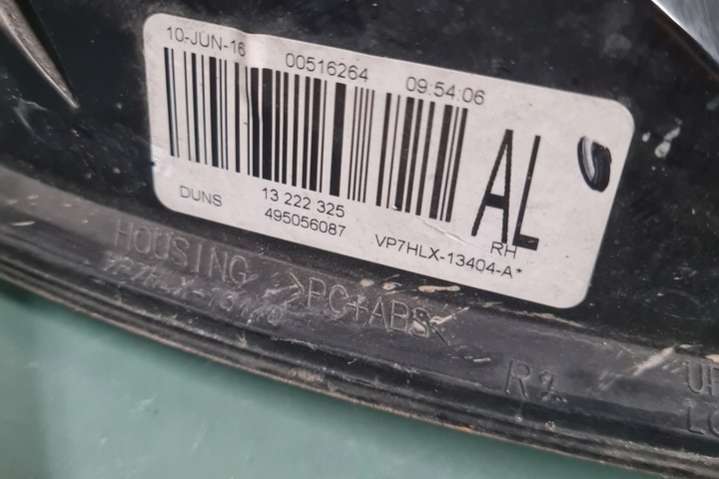 10-JUN-16 00516264 09:54:06
13 222 325 AL
DUNS 495056087 VP7HLX-13404-A* RH
HOUSING >PC+ABS<
R2